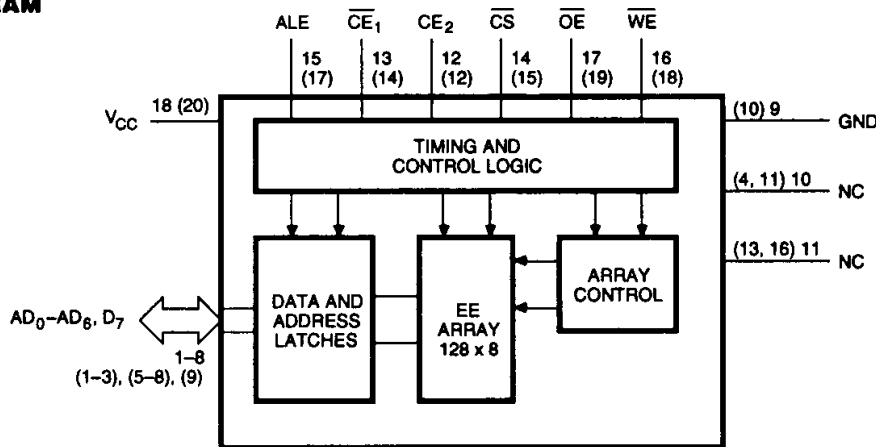 ALE CE1 CE2 CS OE WE
15 13 12 14 17 16
(17) (14) (12) (15) (19) (18)
VCC 18 (20)
(10) 9 GND
TIMING AND
CONTROL LOGIC
(4, 11) 10 NC
(13, 16) 11 NC
DATA AND
ADDRESS
LATCHES
EE
ARRAY
128 x 8
ARRAY
CONTROL
AD0–AD6, D7
1–8
(1–3), (5–8), (9)